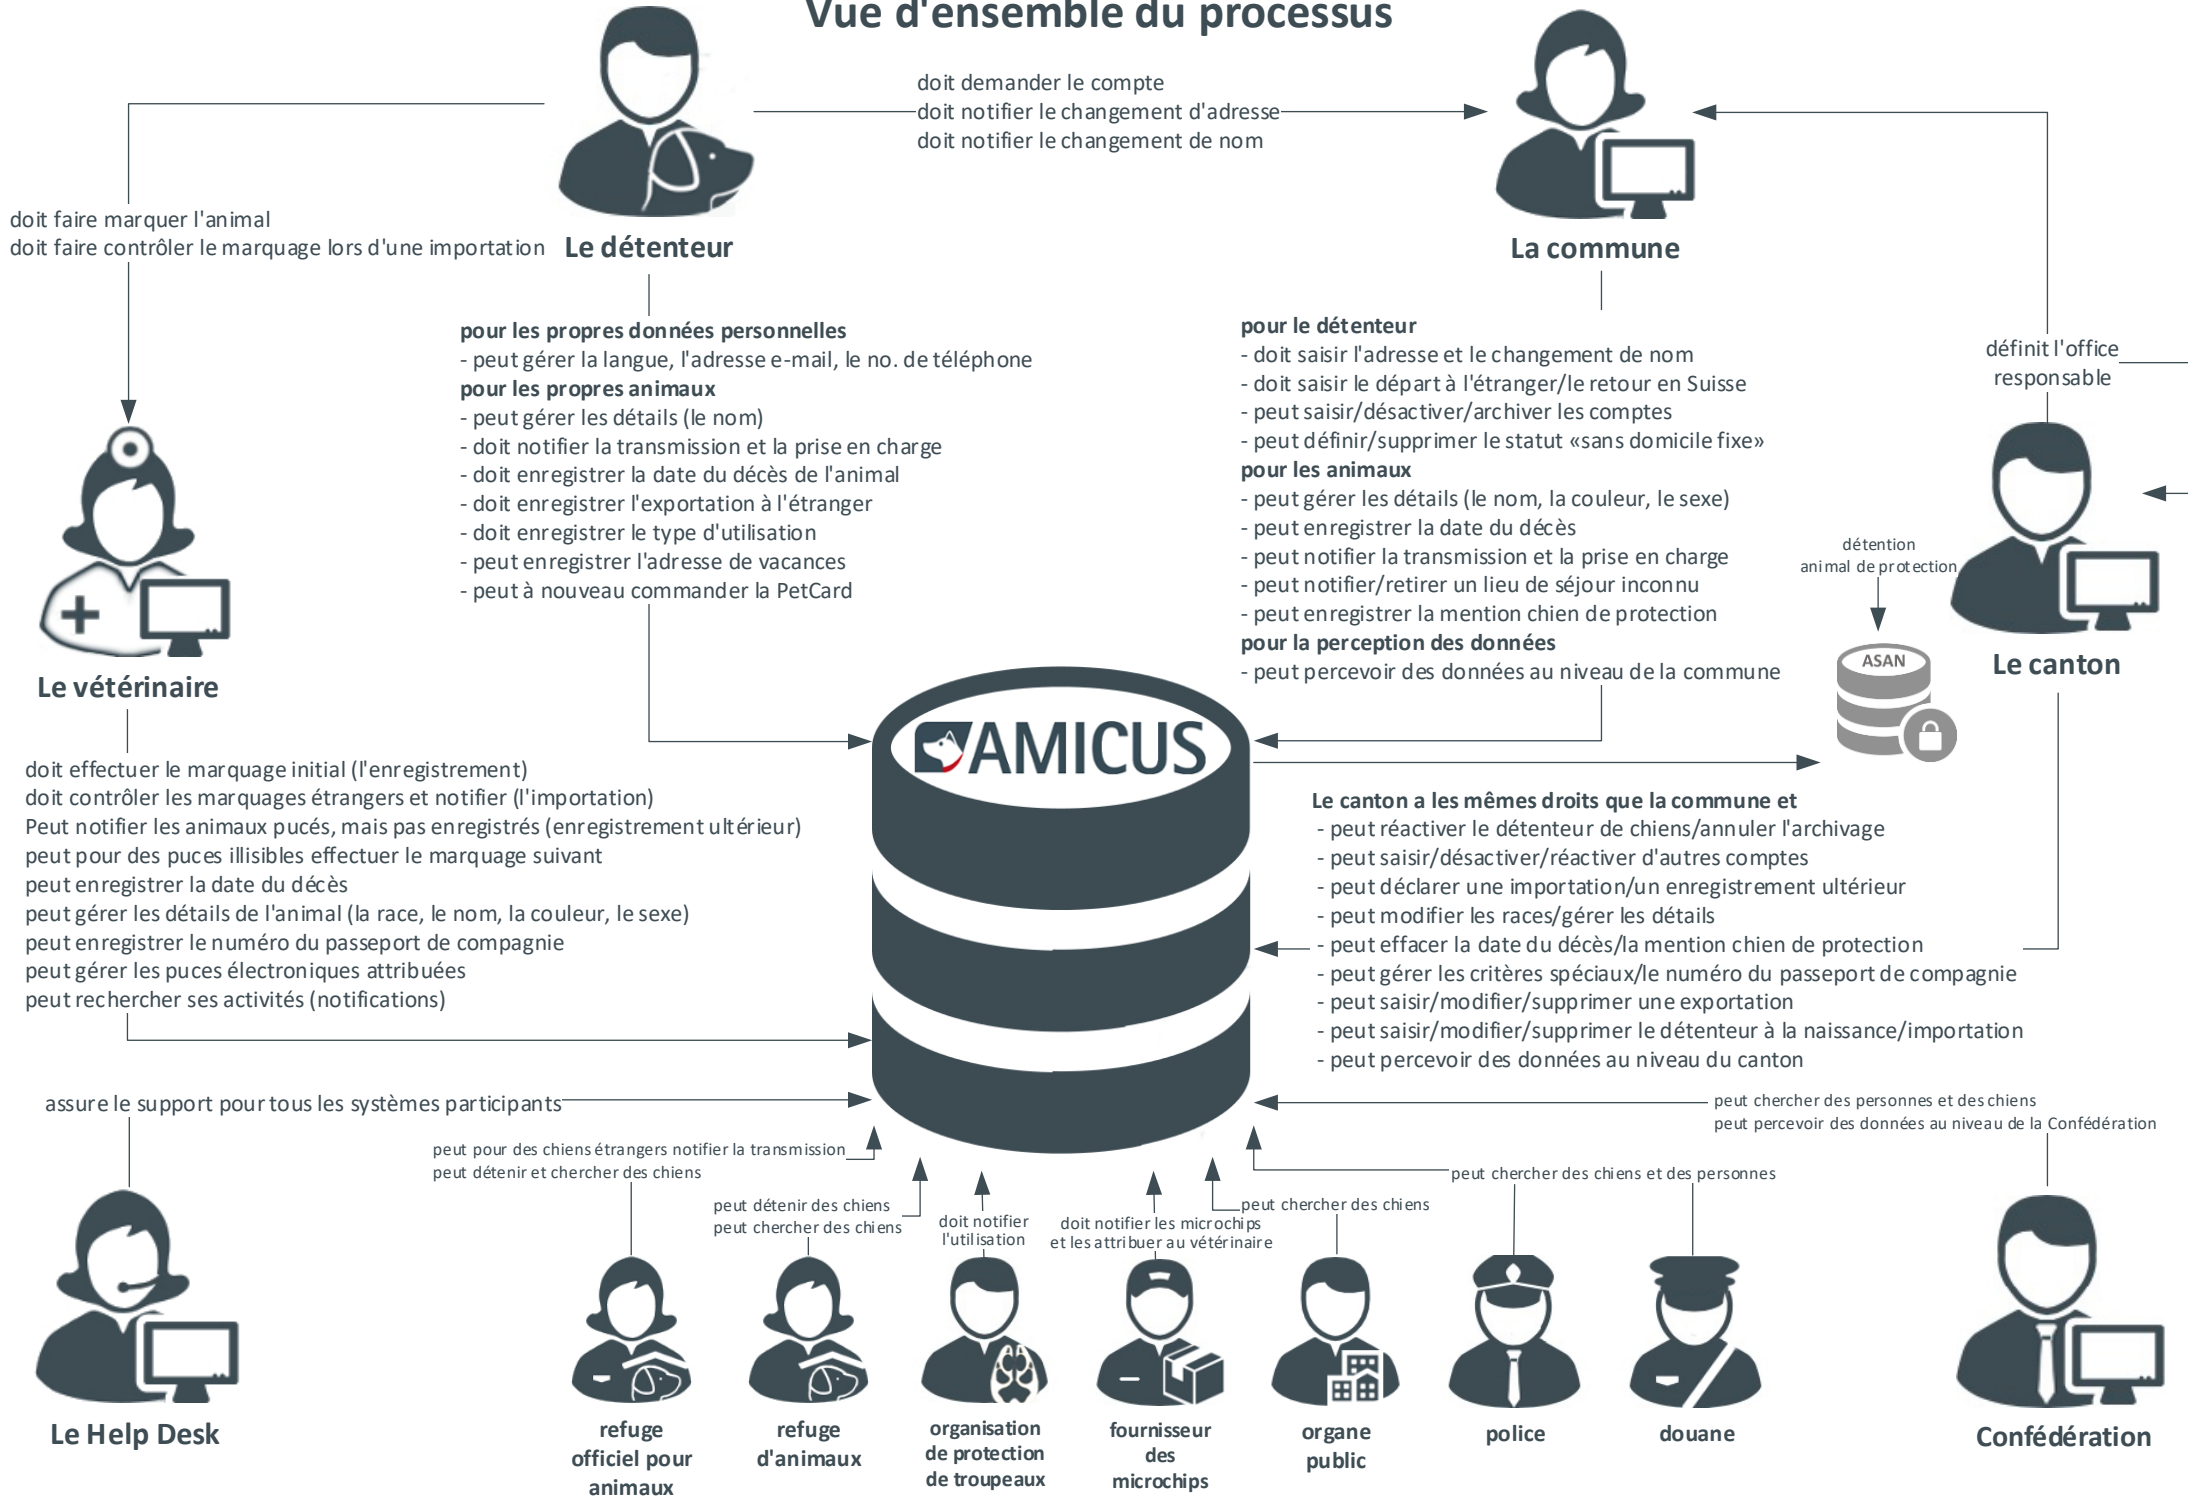 Vue d'ensemble du processus
doit demander le compte
doit notifier le changement d'adresse
doit notifier le changement de nom
doit faire marquer l'animal
doit faire contrôler le marquage lors d'une importation
Le détenteur
La commune
pour les propres données personnelles
- peut gérer la langue, l'adresse e-mail, le no. de téléphone
pour les propres animaux
- peut gérer les détails (le nom)
- doit notifier la transmission et la prise en charge
- doit enregistrer la date du décès de l'animal
- doit enregistrer l'exportation à l'étranger
- doit enregistrer le type d'utilisation
- peut enregistrer l'adresse de vacances
- peut à nouveau commander la PetCard
pour le détenteur
- doit saisir l'adresse et le changement de nom
- doit saisir le départ à l'étranger/le retour en Suisse
- peut saisir/désactiver/archiver les comptes
- peut définir/supprimer le statut «sans domicile fixe»
pour les animaux
- peut gérer les détails (le nom, la couleur, le sexe)
- peut enregistrer la date du décès
- peut notifier la transmission et la prise en charge
- peut notifier/retirer un lieu de séjour inconnu
- peut enregistrer la mention chien de protection
pour la perception des données
- peut percevoir des données au niveau de la commune
définit l'office
responsable
détention
animal de protection
ASAN
Le canton
Le vétérinaire
AMICUS
doit effectuer le marquage initial (l'enregistrement)
doit contrôler les marquages étrangers et notifier (l'importation)
Peut notifier les animaux pucés, mais pas enregistrés (enregistrement ultérieur)
peut pour des puces illisibles effectuer le marquage suivant
peut enregistrer la date du décès
peut gérer les détails de l'animal (la race, le nom, la couleur, le sexe)
peut enregistrer le numéro du passeport de compagnie
peut gérer les puces électroniques attribuées
peut rechercher ses activités (notifications)
Le canton a les mêmes droits que la commune et
- peut réactiver le détenteur de chiens/annuler l'archivage
- peut saisir/désactiver/réactiver d'autres comptes
- peut déclarer une importation/un enregistrement ultérieur
- peut modifier les races/gérer les détails
- peut effacer la date du décès/la mention chien de protection
- peut gérer les critères spéciaux/le numéro du passeport de compagnie
- peut saisir/modifier/supprimer une exportation
- peut saisir/modifier/supprimer le détenteur à la naissance/importation
- peut percevoir des données au niveau du canton
assure le support pour tous les systèmes participants
peut chercher des personnes et des chiens
peut percevoir des données au niveau de la Confédération
peut pour des chiens étrangers notifier la transmission
peut détenir et chercher des chiens
peut détenir des chiens
peut chercher des chiens
doit notifier
l'utilisation
doit notifier les microchips
et les attribuer au vétérinaire
peut chercher des chiens
peut chercher des chiens et des personnes
Le Help Desk
refuge
officiel pour
animaux
refuge
d'animaux
organisation
de protection
de troupeaux
fournisseur
des
microchips
organe
public
police
douane
Confédération